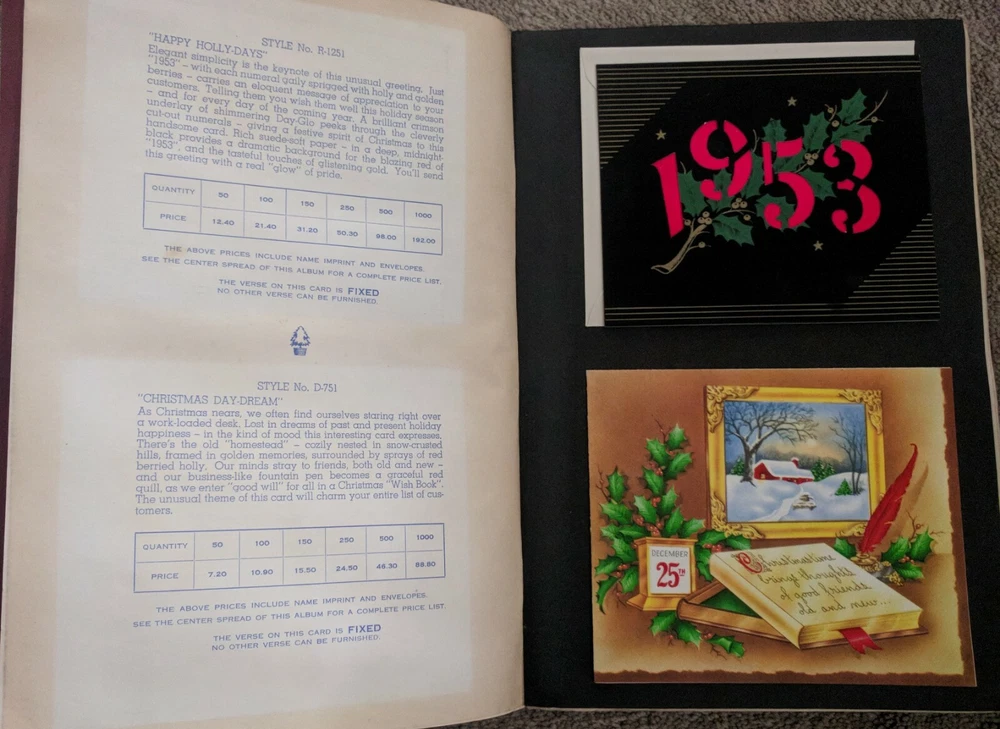 STYLE No. R-1251
"HAPPY HOLLY-DAYS"
Elegant simplicity is the keynote of this unusual greeting. Just
"1953" - with each numeral gaily sprigged with holly and golden
berries - carries an eloquent message of appreciation to your
customers. Telling them you wish them well this holiday season
- and for every day of the coming year. A brilliant crimson
underlay of shimmering Day-Glo peeks through the cleverly
cut-out numerals - giving a festive spirit of Christmas to this
handsome card. Rich suede-soft paper - in a deep, midnight-
black provides a dramatic background for the blazing red of
"1953", and the tasteful touches of glistening gold. You'll send
this greeting with a real "glow" of pride.
QUANTITY 50 100 150 250 500 1000
PRICE 12.40 21.40 31.20 50.30 98.00 192.00
THE ABOVE PRICES INCLUDE NAME IMPRINT AND ENVELOPES.
SEE THE CENTER SPREAD OF THIS ALBUM FOR A COMPLETE PRICE LIST.
THE VERSE ON THIS CARD IS FIXED
NO OTHER VERSE CAN BE FURNISHED.
STYLE No. D-751
"CHRISTMAS DAY-DREAM"
As Christmas nears, we often find ourselves staring right over
a work-loaded desk. Lost in dreams of past and present holiday
happiness - in the kind of mood this interesting card expresses.
There's the old "homestead" - cozily nested in snow-crusted
hills, framed in golden memories, surrounded by sprays of red
berried holly. Our minds stray to friends, both old and new -
and our business-like fountain pen becomes a graceful red
quill, as we enter "good will" for all in a Christmas "Wish Book".
The unusual theme of this card will charm your entire list of cus-
tomers.
QUANTITY 50 100 150 250 500 1000
PRICE 7.20 10.90 15.50 24.50 46.30 88.80
THE ABOVE PRICES INCLUDE NAME IMPRINT AND ENVELOPES.
SEE THE CENTER SPREAD OF THIS ALBUM FOR A COMPLETE PRICE LIST.
THE VERSE ON THIS CARD IS FIXED
NO OTHER VERSE CAN BE FURNISHED.
1953
DECEMBER
25TH
Christmastime
brings thoughts
of good friends
old and new...